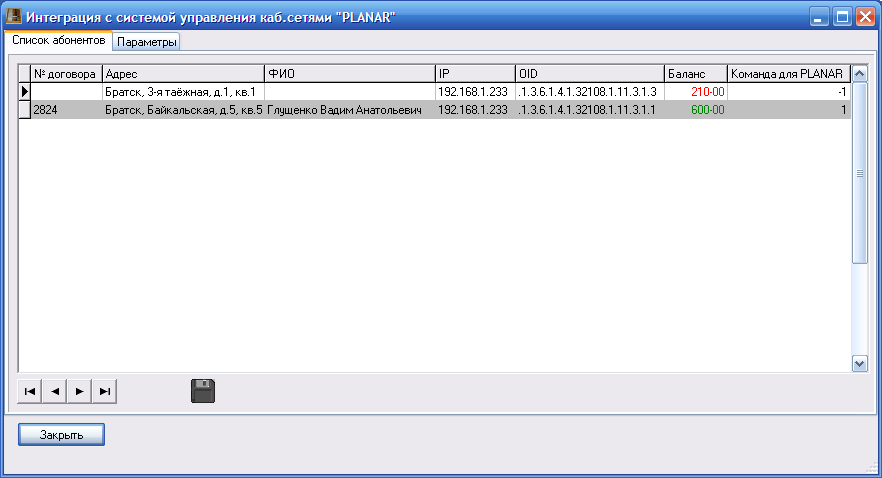 Интеграция с системой управления каб.сетями "PLANAR"
Список абонентов Параметры
№ договора Адрес ФИО IP OID Баланс Команда для PLANAR
Братск, 3-я таёжная, д.1, кв.1 192.168.1.233 .1.3.6.1.4.1.32108.1.11.3.1.3 210-00 -1
2824 Братск, Байкальская, д.5, кв.5 Глущенко Вадим Анатольевич 192.168.1.233 .1.3.6.1.4.1.32108.1.11.3.1.1 600-00 1
Закрыть